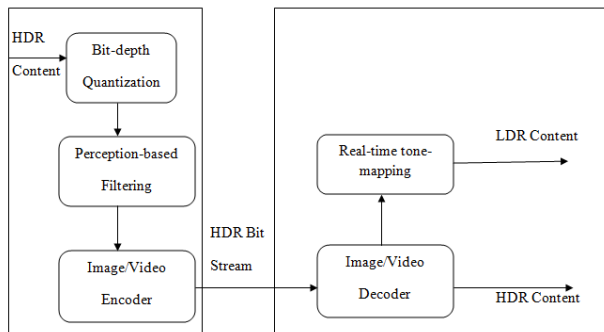 HDR
Content
Bit-depth
Quantization
Perception-based
Filtering
Image/Video
Encoder
HDR Bit
Stream
Real-time tone-
mapping
LDR Content
Image/Video
Decoder
HDR Content